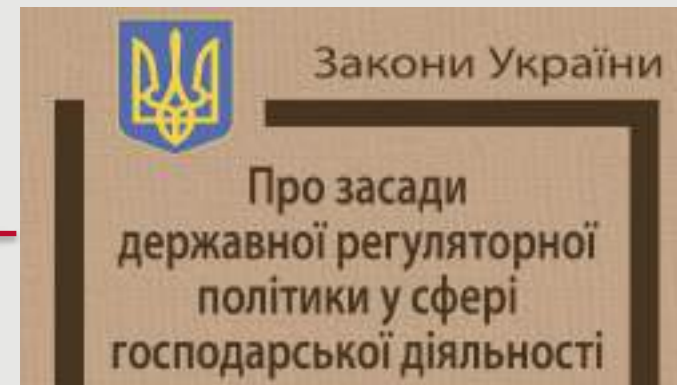 Закони України
Про засади
державної регуляторної
політики у сфері
господарської діяльності